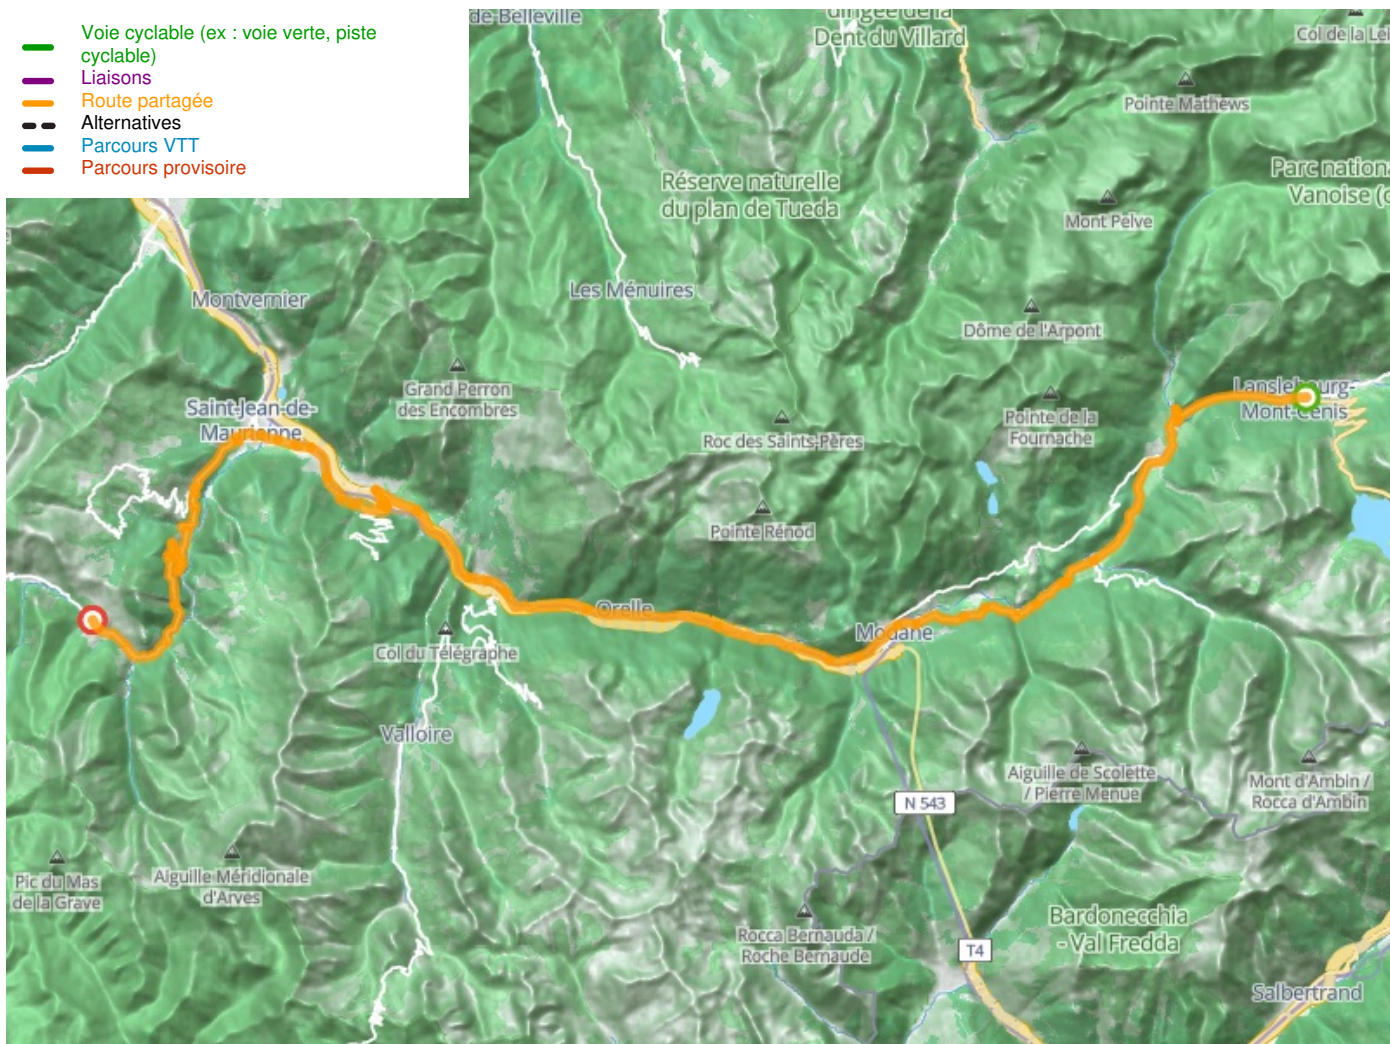 Voie cyclable (ex : voie verte, piste
cyclable)
Liaisons
Route partagée
Alternatives
Parcours VTT
Parcours provisoire
de Belleville
Dent du Villard
Col de la Lei
Pointe Mathews
Réserve naturelle
du plan de Tueda
Parc nationa
Vanoise (c
Mont Pelve
Les Ménuires
Montvernier
Dôme de l'Arpont
Grand Perron
des Encombres
Saint-Jean-de-
Maurienne
Lanslebourg-
Mont-Cenis
Pointe de la
Fournache
Roc des Saints-Pères
Pointe Rénod
Orelle
Modane
Col du Télégraphe
Valloire
Aiguille de Scolette
/ Pierre Menue
Mont d'Ambin /
Rocca d'Ambin
N 543
Pic du Mas
de la Grave
Aiguille Méridionale
d'Arves
Rocca Bernauda /
Roche Bernaude
Bardonecchia
- Val Fredda
T4
Salbertrand